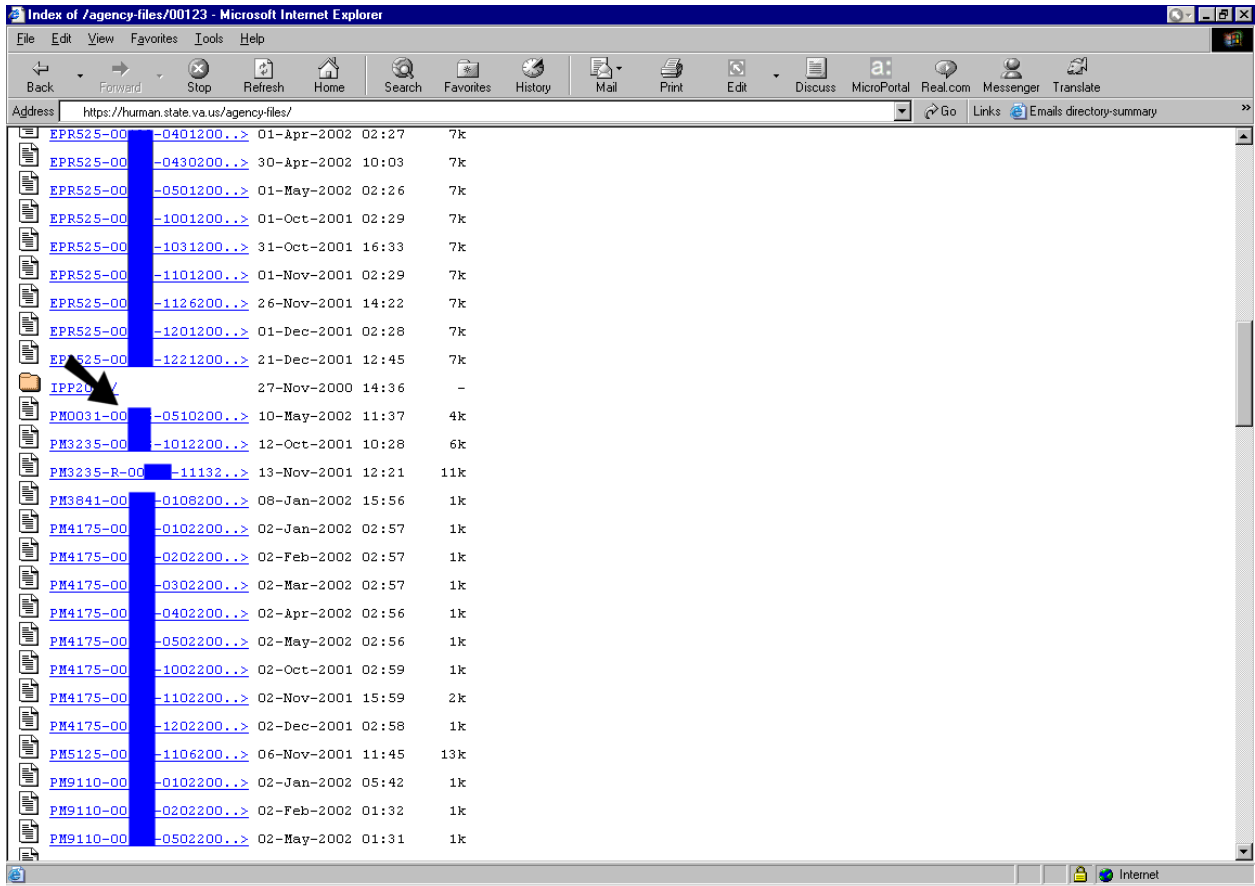 Index of /agency-files/00123 - Microsoft Internet Explorer
File Edit View Favorites Tools Help
Back Forward Stop Refresh Home Search Favorites History Mail Print Edit Discuss MicroPortal Real.com Messenger Translate
Address https://hurman.state.va.us/agency-files/ Go Links Emails directory-summary »
EPR525-00 -0401200..> 01-Apr-2002 02:27 7k
EPR525-00 -0430200..> 30-Apr-2002 10:03 7k
EPR525-00 -0501200..> 01-May-2002 02:26 7k
EPR525-00 -1001200..> 01-Oct-2001 02:29 7k
EPR525-00 -1031200..> 31-Oct-2001 16:33 7k
EPR525-00 -1101200..> 01-Nov-2001 02:29 7k
EPR525-00 -1126200..> 26-Nov-2001 14:22 7k
EPR525-00 -1201200..> 01-Dec-2001 02:28 7k
EPR525-00 -1221200..> 21-Dec-2001 12:45 7k
27-Nov-2000 14:36 -
PM0031-00 -0510200..> 10-May-2002 11:37 4k
PM3235-00 -1012200..> 12-Oct-2001 10:28 6k
PM3235-R-00 -11132..> 13-Nov-2001 12:21 11k
PM3841-00 -0108200..> 08-Jan-2002 15:56 1k
PM4175-00 -0102200..> 02-Jan-2002 02:57 1k
PM4175-00 -0202200..> 02-Feb-2002 02:57 1k
PM4175-00 -0302200..> 02-Mar-2002 02:57 1k
PM4175-00 -0402200..> 02-Apr-2002 02:56 1k
PM4175-00 -0502200..> 02-May-2002 02:56 1k
PM4175-00 -1002200..> 02-Oct-2001 02:59 1k
PM4175-00 -1102200..> 02-Nov-2001 15:59 2k
PM4175-00 -1202200..> 02-Dec-2001 02:58 1k
PM5125-00 -1106200..> 06-Nov-2001 11:45 13k
PM9110-00 -0102200..> 02-Jan-2002 05:42 1k
PM9110-00 -0202200..> 02-Feb-2002 01:32 1k
PM9110-00 -0502200..> 02-May-2002 01:31 1k
Internet